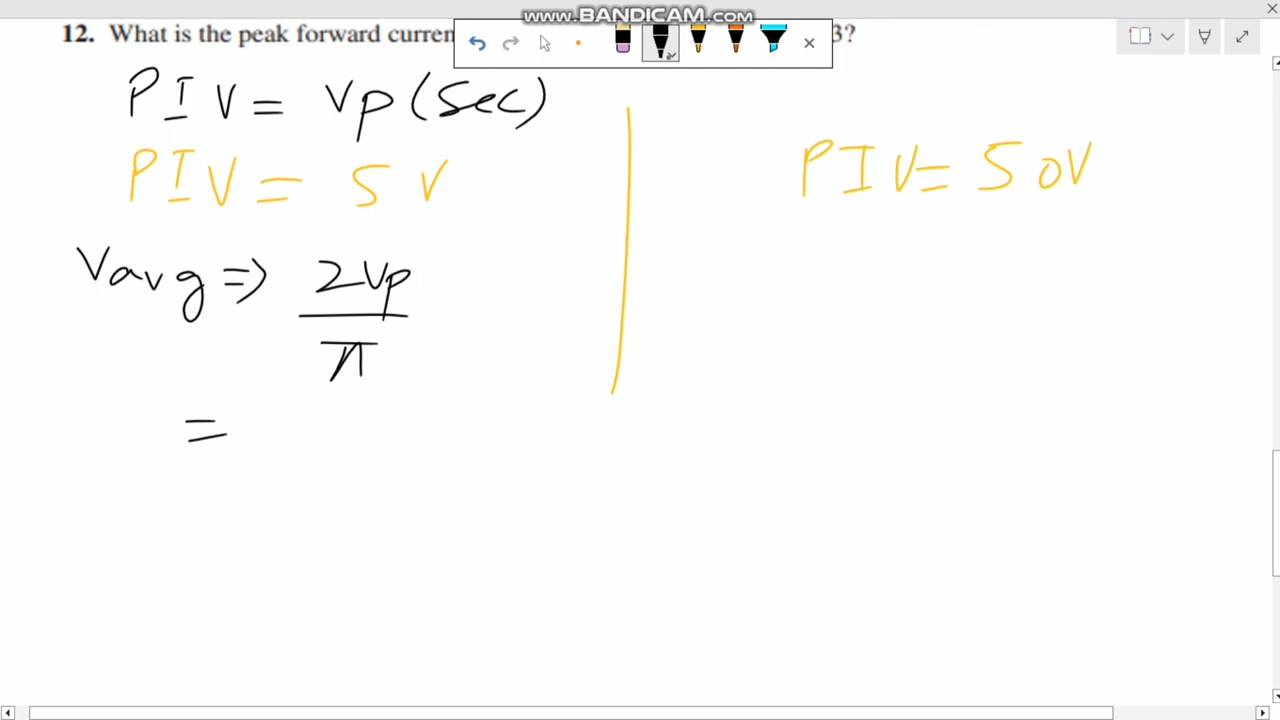 www.BANDICAM.com
12. What is the peak forward curren 3?
PIV = Vp (sec)
PIV = 5 V
PIV = 50V
Vavg => 2Vp
π
=